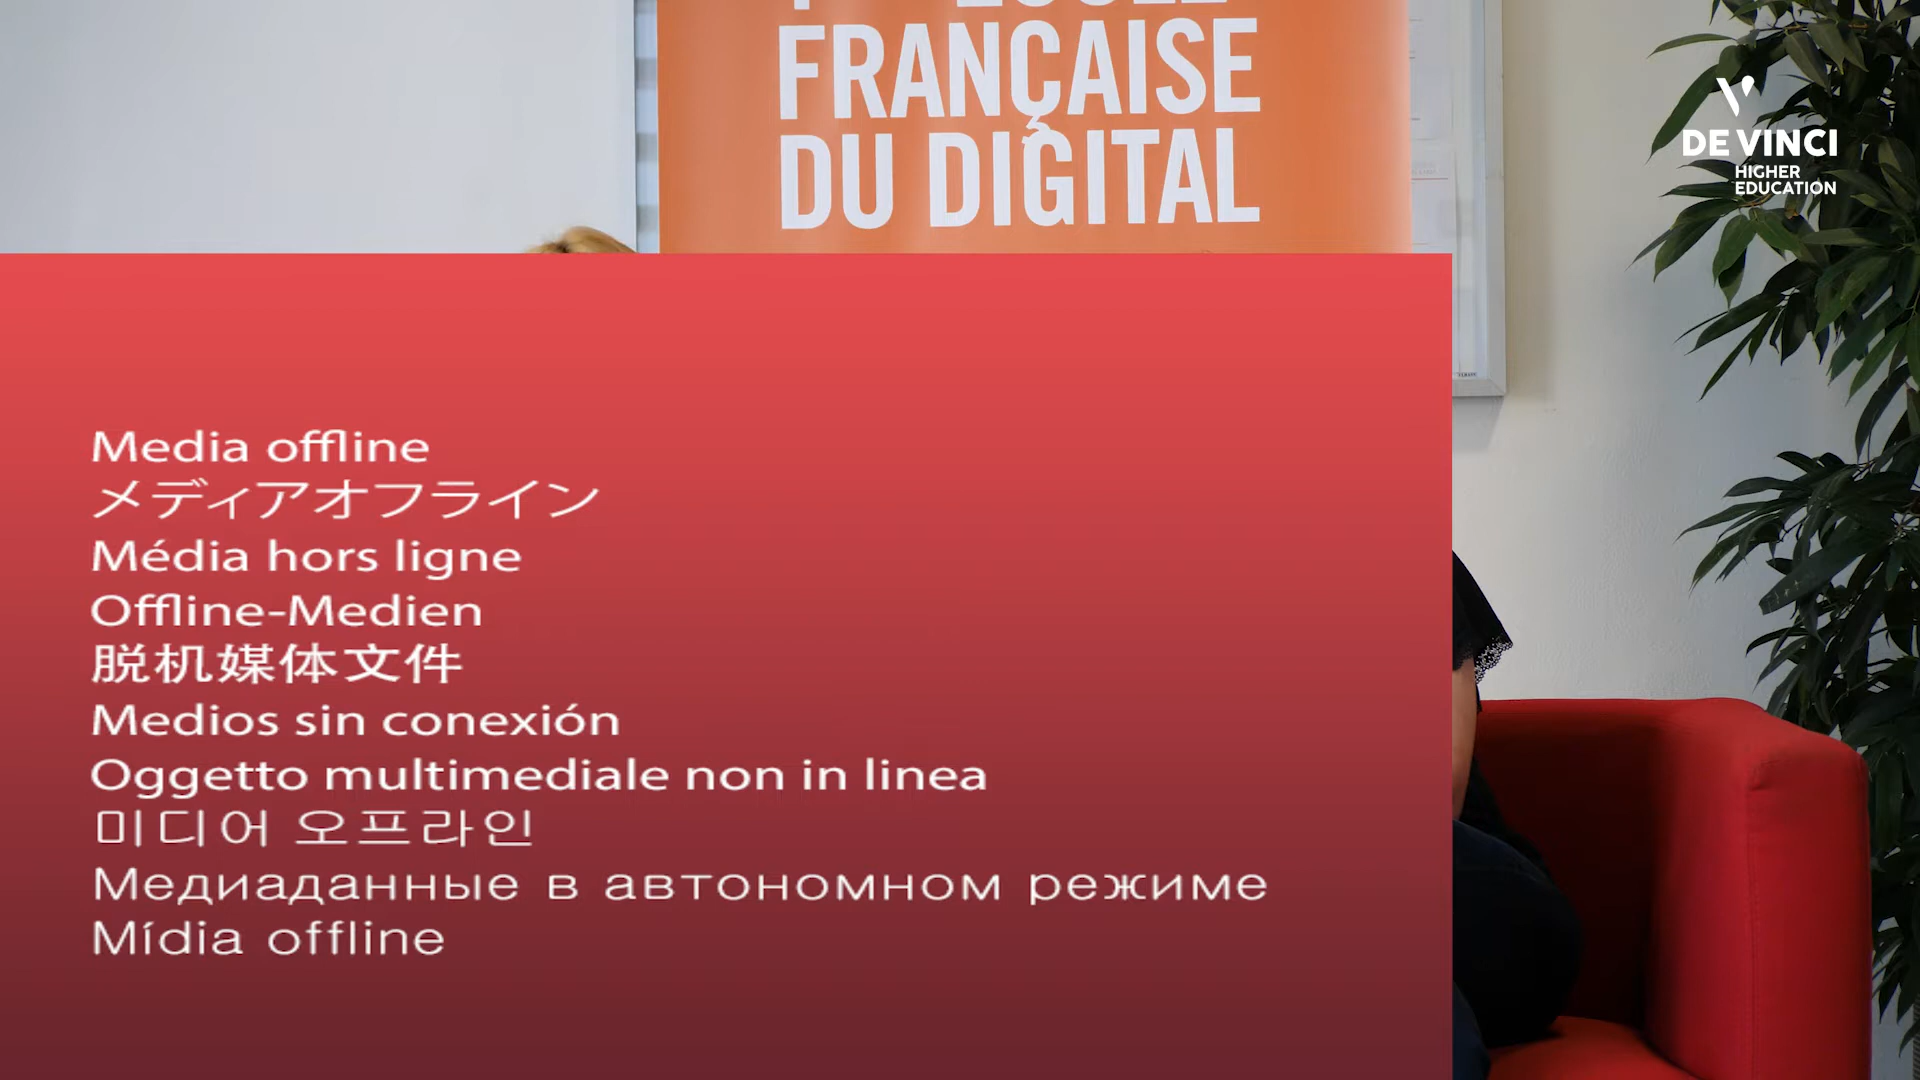 FRANÇAISE
DU DIGITAL
DE VINCI
HIGHER
EDUCATION
Media offline
メディアオフライン
Média hors ligne
Offline-Medien
脱机媒体文件
Medios sin conexión
Oggetto multimediale non in linea
미디어 오프라인
Медиаданные в автономном режиме
Mídia offline